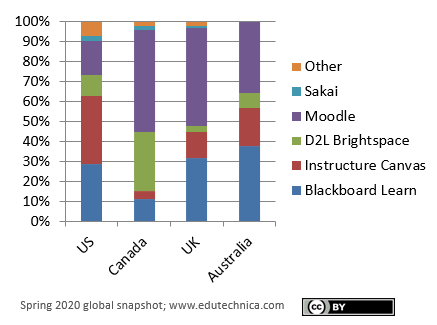 100%
90%
80%
70%
60%
50%
40%
30%
20%
10%
0%
US
Canada
UK
Australia
Other
Sakai
Moodle
D2L Brightspace
Instructure Canvas
Blackboard Learn
Spring 2020 global snapshot; www.edutechnica.com
cc BY